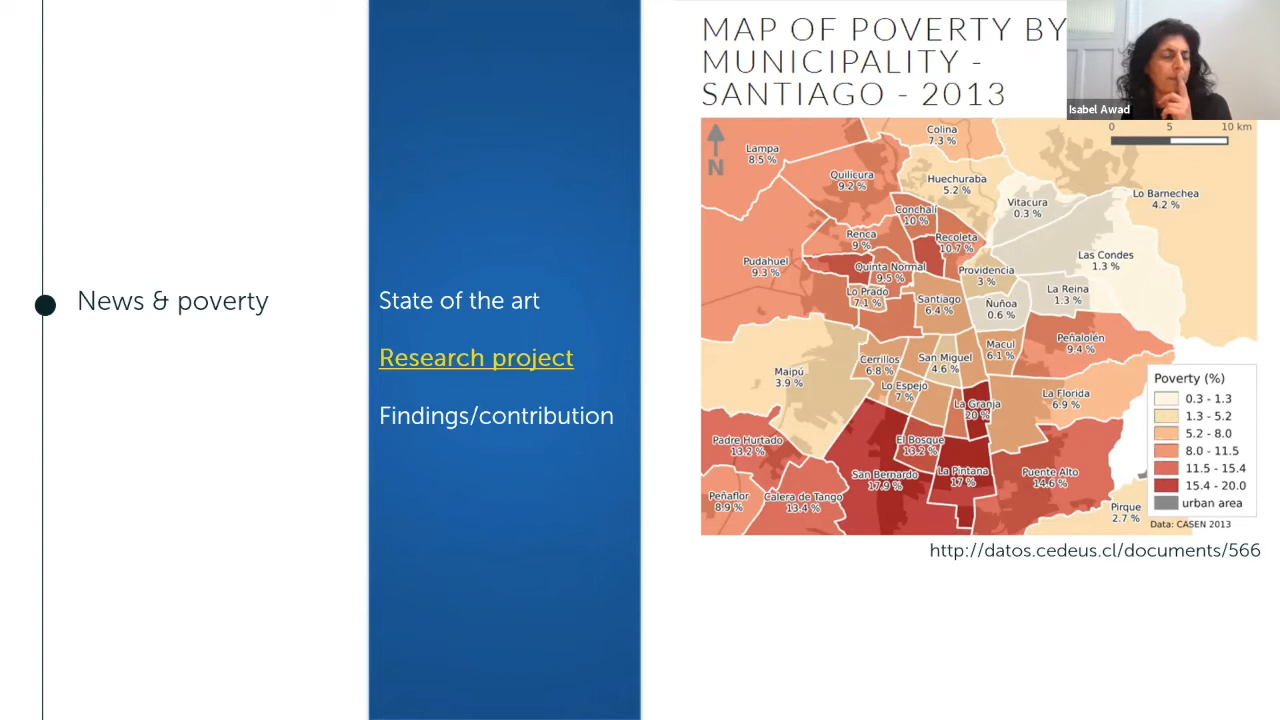 News & poverty
State of the art
Research project
Findings/contribution
MAP OF POVERTY BY
MUNICIPALITY -
SANTIAGO - 2013
Isabel Awad
N
0 5 10 km
Colina
7.3 %
Lampa
8.5 %
Quilicura
9.2 %
Huechuraba
5.2 %
Vitacura
0.3 %
Lo Barnechea
4.2 %
Conchalí
10 %
Renca
9 %
Recoleta
10.7 %
Las Condes
1.3 %
Pudahuel
9.3 %
Quinta Normal
9.5 %
Providencia
3 %
Lo Prado
7.1 %
Santiago
6.4 %
Ñuñoa
0.6 %
La Reina
1.3 %
Cerrillos
6.8 %
San Miguel
4.6 %
Macul
6.1 %
Peñalolén
9.4 %
Maipú
3.9 %
Lo Espejo
7 %
La Granja
20 %
La Florida
6.9 %
Padre Hurtado
13.2 %
El Bosque
13.2 %
San Bernardo
17.9 %
La Pintana
17 %
Puente Alto
14.6 %
Peñaflor
8.9 %
Calera de Tango
13.4 %
Pirque
2.7 %
Poverty (%)
0.3 - 1.3
1.3 - 5.2
5.2 - 8.0
8.0 - 11.5
11.5 - 15.4
15.4 - 20.0
urban area
Data: CASEN 2013
http://datos.cedeus.cl/documents/566